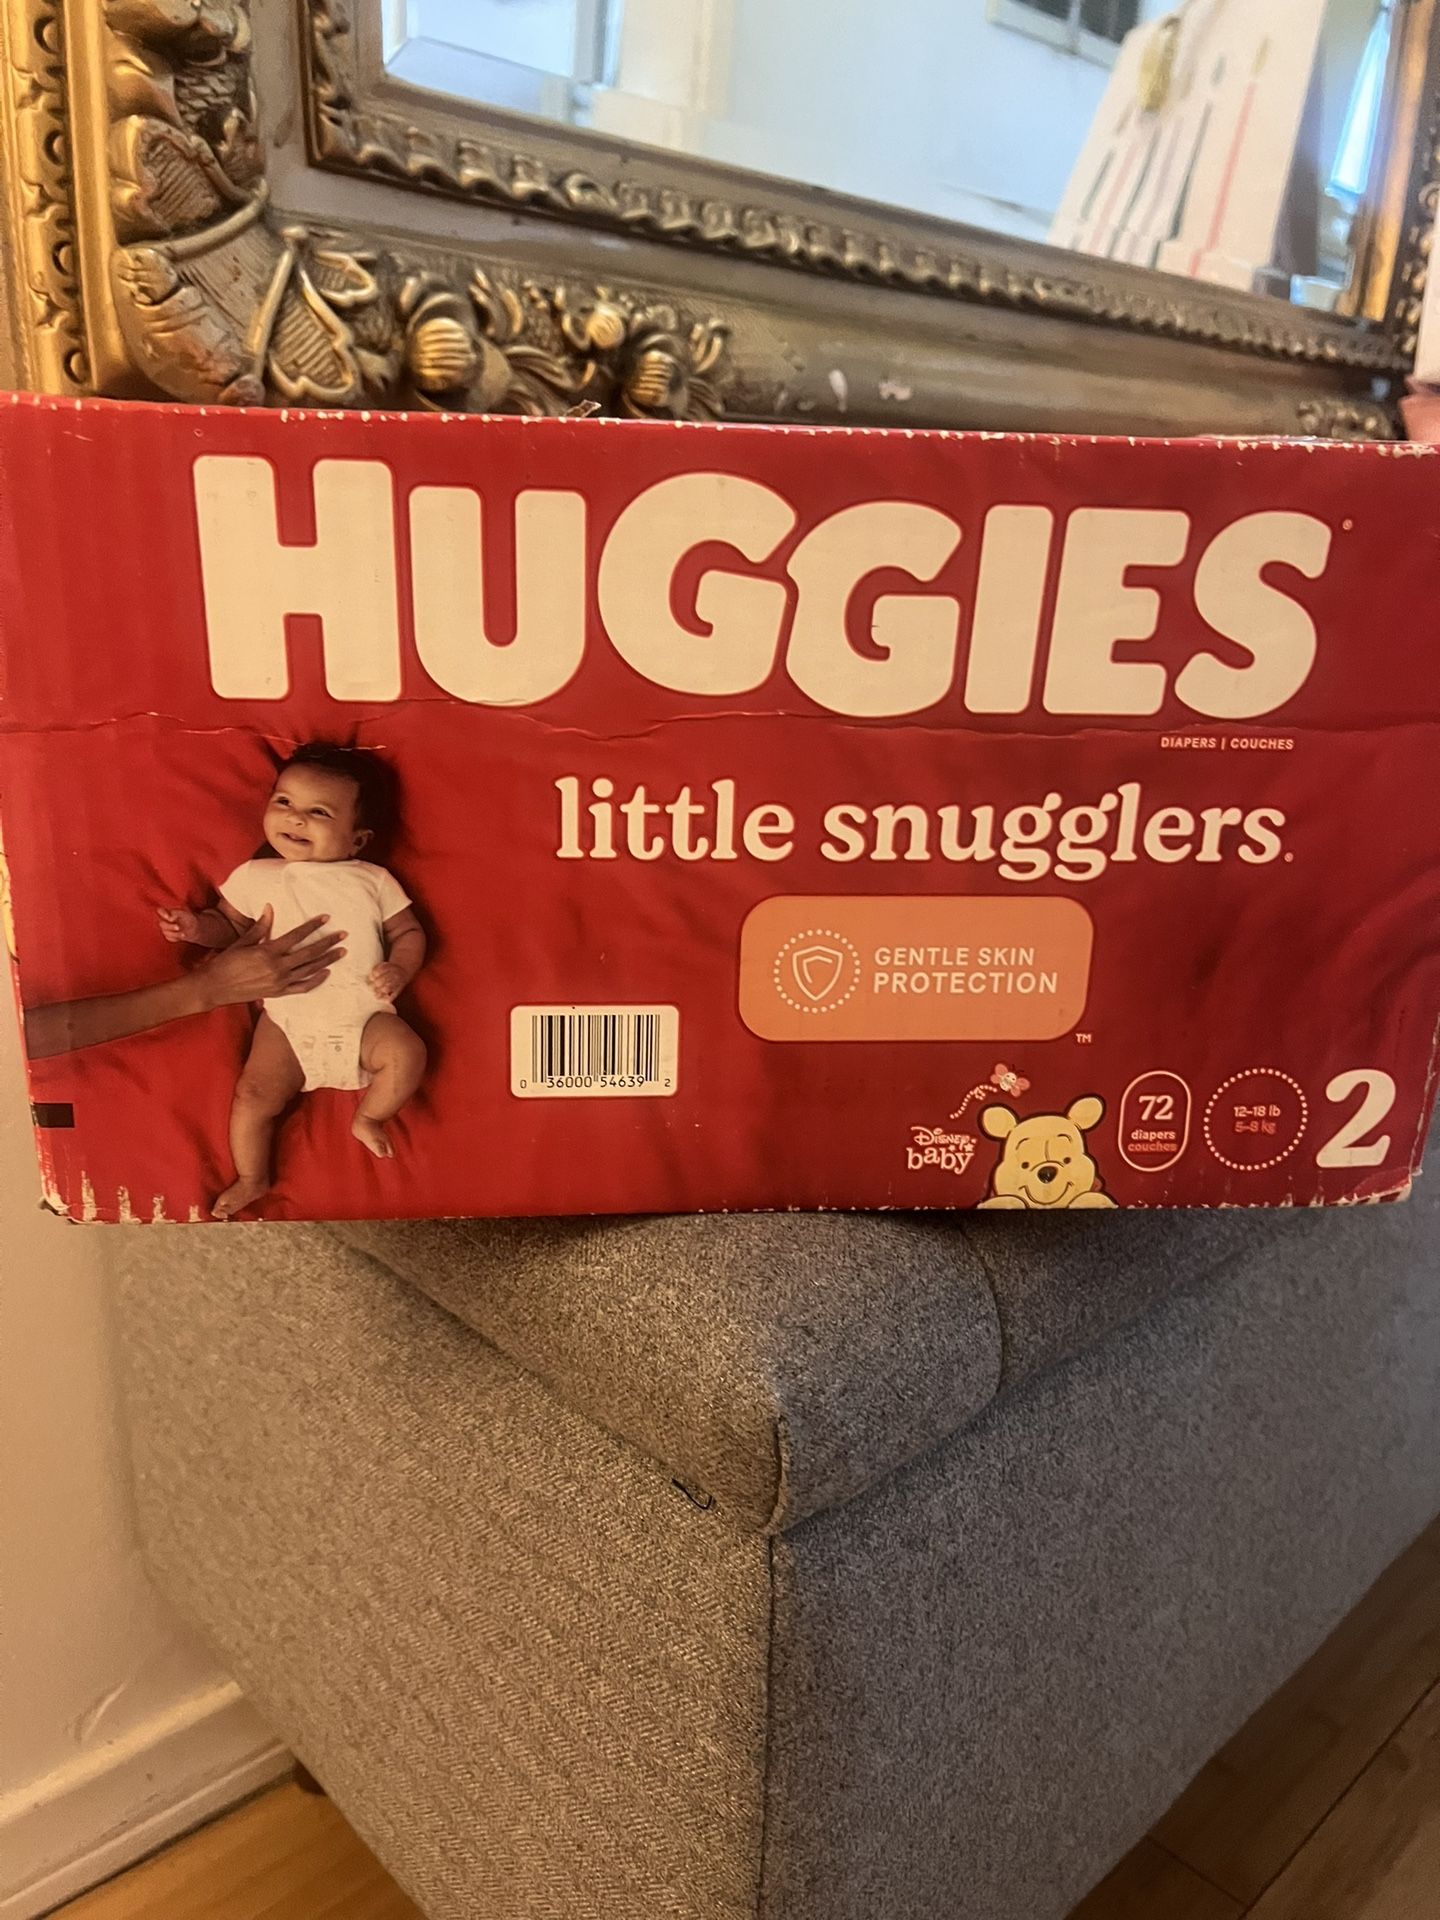 HUGGIES®
DIAPERS | COUCHES
little snugglers®
GENTLE SKIN
PROTECTION
TM
0 36000 54639 2
Disney
baby
72
diapers
couches
12-18 lb
5-8 kg
2